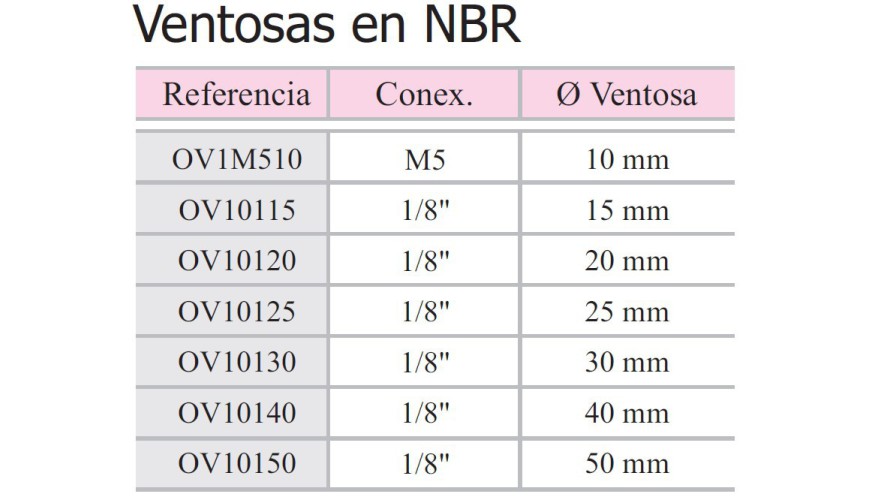 Ventosas en NBR
Referencia Conex. Ø Ventosa
OV1M510 M5 10 mm
OV10115 1/8" 15 mm
OV10120 1/8" 20 mm
OV10125 1/8" 25 mm
OV10130 1/8" 30 mm
OV10140 1/8" 40 mm
OV10150 1/8" 50 mm